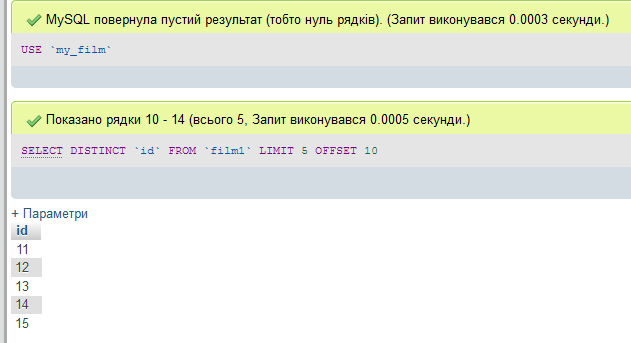 MySQL повернула пустий результат (тобто нуль рядків). (Запит виконувався 0.0003 секунди.)
USE `my_film`
Показано рядки 10 - 14 (всього 5, Запит виконувався 0.0005 секунди.)
SELECT DISTINCT `id` FROM `film1` LIMIT 5 OFFSET 10
+ Параметри
id
11
12
13
14
15